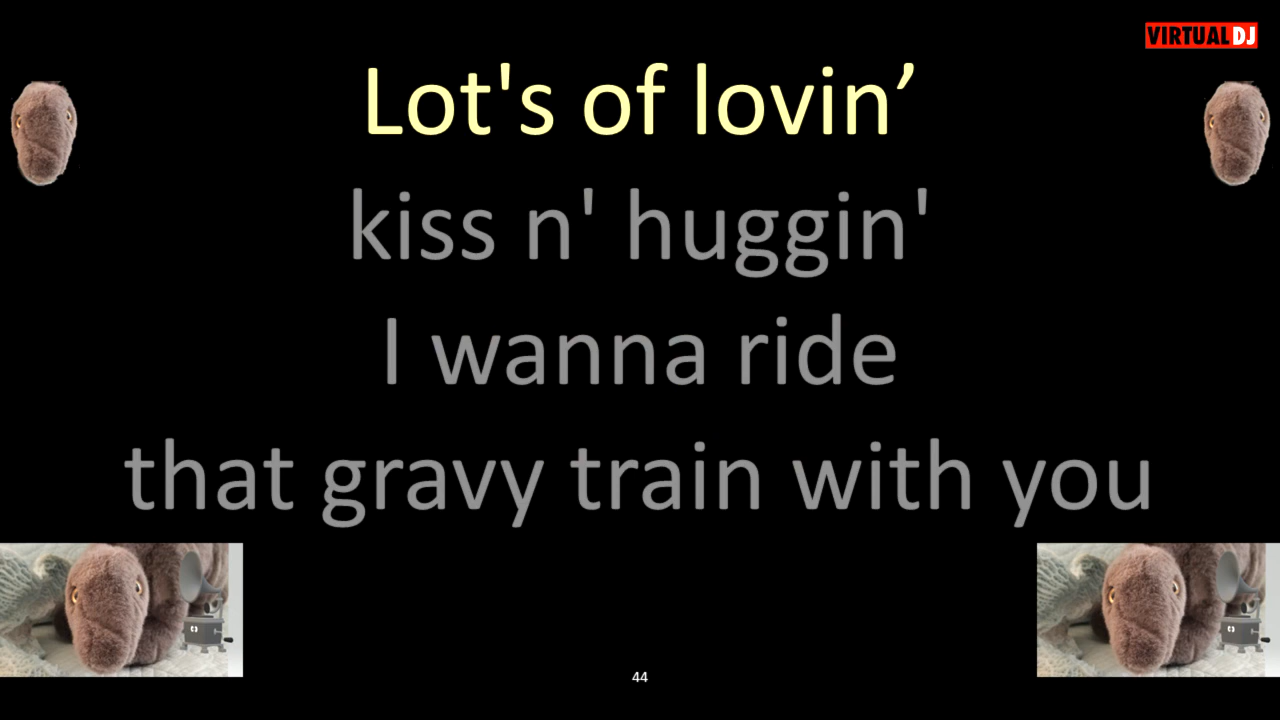 VIRTUAL DJ
Lot's of lovin’
kiss n' huggin'
I wanna ride
that gravy train with you
44